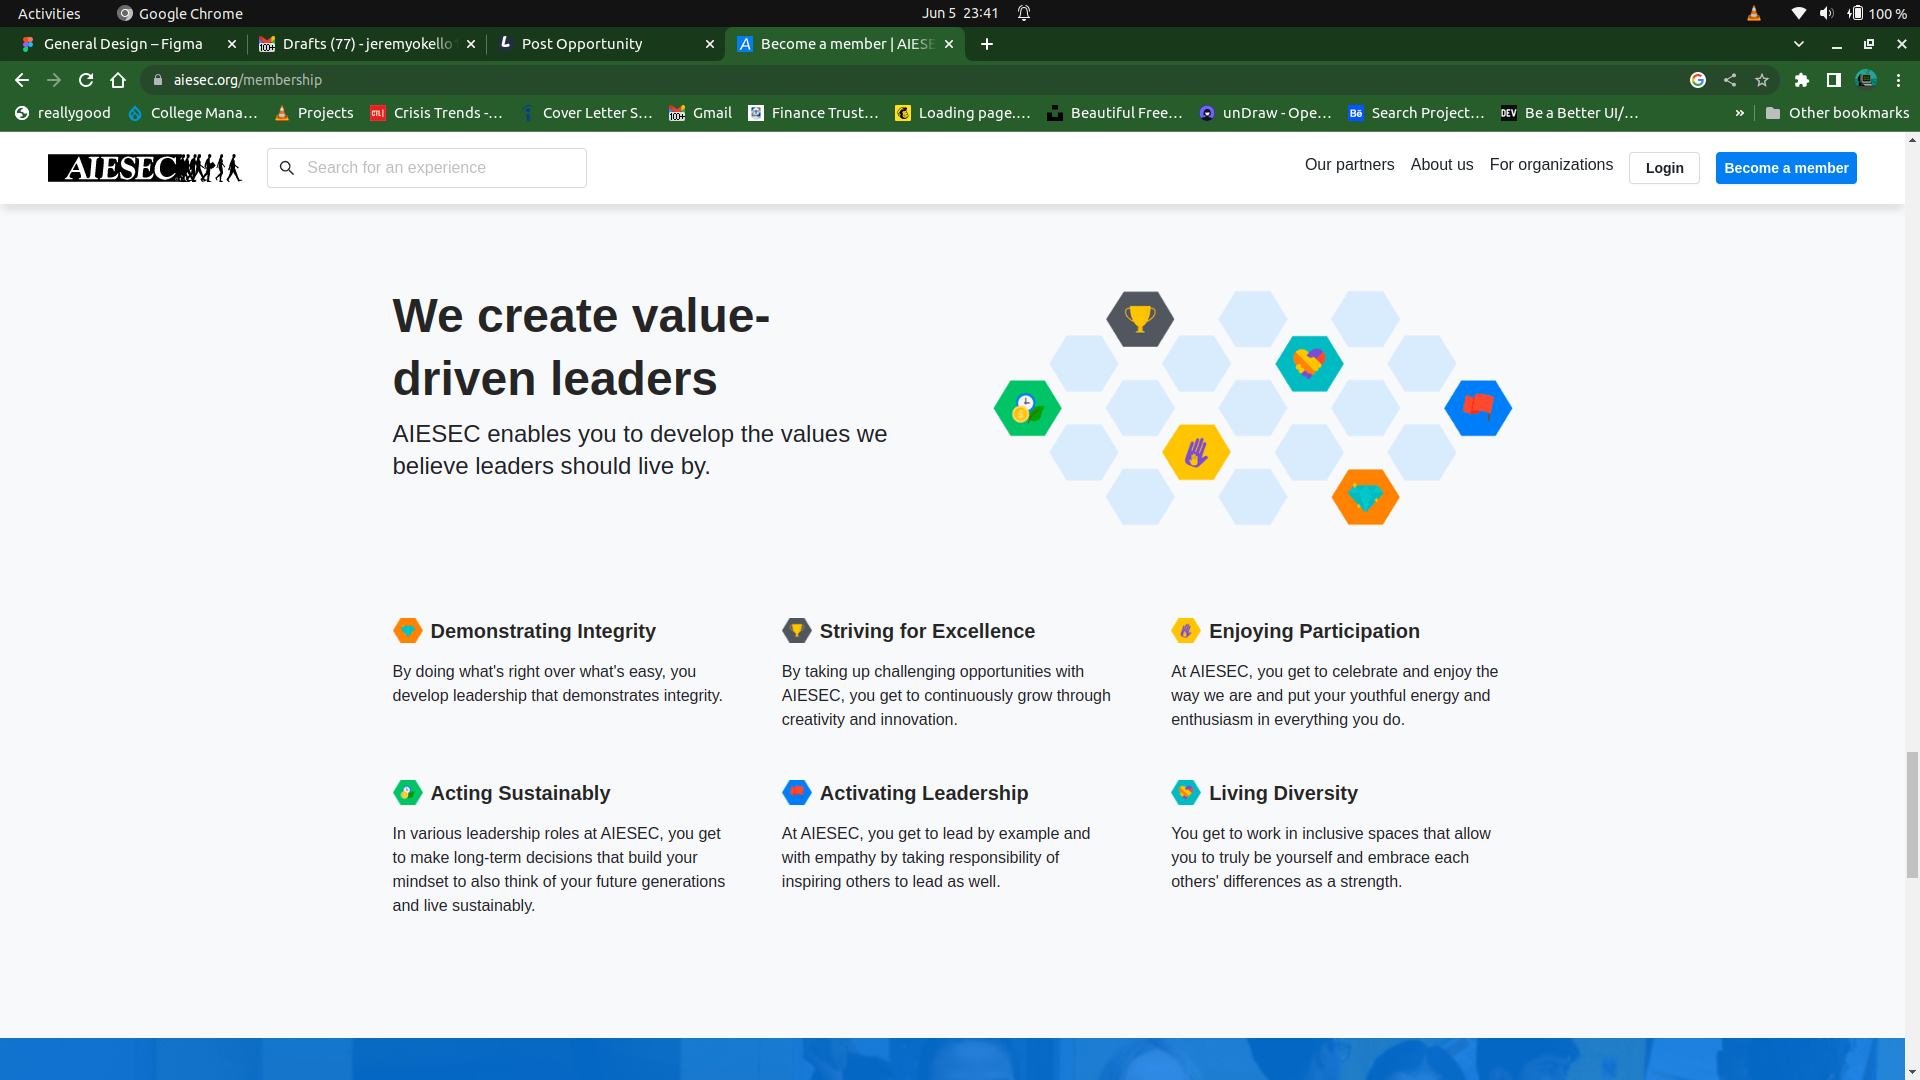 Activities
Google Chrome
Jun 5 23:41
100 %
General Design – Figma
Drafts (77) - jeremyokello
Post Opportunity
Become a member | AIESE
aiesec.org/membership
reallygood
College Mana…
Projects
Crisis Trends -…
Cover Letter S…
Gmail
Finance Trust…
Loading page.…
Beautiful Free…
unDraw - Ope…
Search Project…
Be a Better UI/…
»
Other bookmarks
AIESEC
Search for an experience
Our partners
About us
For organizations
Login
Become a member
We create value-
driven leaders
AIESEC enables you to develop the values we
believe leaders should live by.
Demonstrating Integrity
By doing what's right over what's easy, you
develop leadership that demonstrates integrity.
Striving for Excellence
By taking up challenging opportunities with
AIESEC, you get to continuously grow through
creativity and innovation.
Enjoying Participation
At AIESEC, you get to celebrate and enjoy the
way we are and put your youthful energy and
enthusiasm in everything you do.
Acting Sustainably
In various leadership roles at AIESEC, you get
to make long-term decisions that build your
mindset to also think of your future generations
and live sustainably.
Activating Leadership
At AIESEC, you get to lead by example and
with empathy by taking responsibility of
inspiring others to lead as well.
Living Diversity
You get to work in inclusive spaces that allow
you to truly be yourself and embrace each
others' differences as a strength.